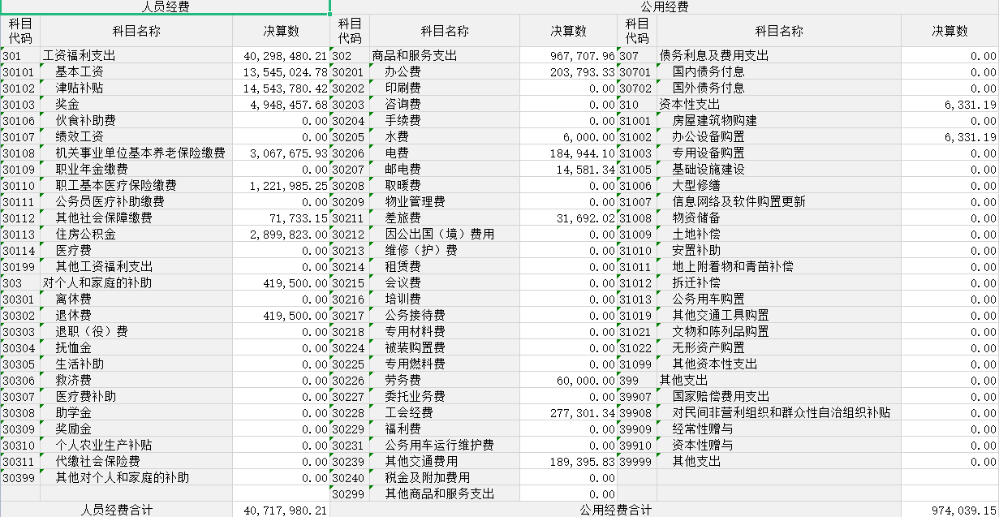 人员经费 公用经费
科目代码 科目名称 决算数 科目代码 科目名称 决算数 科目代码 科目名称 决算数
301 工资福利支出 40,298,480.21 302 商品和服务支出 967,707.96 307 债务利息及费用支出 0.00
30101 基本工资 13,545,024.78 30201 办公费 203,793.33 30701 国内债务付息 0.00
30102 津贴补贴 14,543,780.42 30202 印刷费 0.00 30702 国外债务付息 0.00
30103 奖金 4,948,457.68 30203 咨询费 0.00 310 资本性支出 6,331.19
30106 伙食补助费 0.00 30204 手续费 0.00 31001 房屋建筑物购建 0.00
30107 绩效工资 0.00 30205 水费 6,000.00 31002 办公设备购置 6,331.19
30108 机关事业单位基本养老保险缴费 3,067,675.93 30206 电费 184,944.10 31003 专用设备购置 0.00
30109 职业年金缴费 0.00 30207 邮电费 14,581.34 31005 基础设施建设 0.00
30110 职工基本医疗保险缴费 1,221,985.25 30208 取暖费 0.00 31006 大型修缮 0.00
30111 公务员医疗补助缴费 0.00 30209 物业管理费 0.00 31007 信息网络及软件购置更新 0.00
30112 其他社会保障缴费 71,733.15 30211 差旅费 31,692.02 31008 物资储备 0.00
30113 住房公积金 2,899,823.00 30212 因公出国（境）费用 0.00 31009 土地补偿 0.00
30114 医疗费 0.00 30213 维修（护）费 0.00 31010 安置补助 0.00
30199 其他工资福利支出 0.00 30214 租赁费 0.00 31011 地上附着物和青苗补偿 0.00
303 对个人和家庭的补助 419,500.00 30215 会议费 0.00 31012 拆迁补偿 0.00
30301 离休费 0.00 30216 培训费 0.00 31013 公务用车购置 0.00
30302 退休费 419,500.00 30217 公务接待费 0.00 31019 其他交通工具购置 0.00
30303 退职（役）费 0.00 30218 专用材料费 0.00 31021 文物和陈列品购置 0.00
30304 抚恤金 0.00 30224 被装购置费 0.00 31022 无形资产购置 0.00
30305 生活补助 0.00 30225 专用燃料费 0.00 31099 其他资本性支出 0.00
30306 救济费 0.00 30226 劳务费 60,000.00 399 其他支出 0.00
30307 医疗费补助 0.00 30227 委托业务费 0.00 39907 国家赔偿费用支出 0.00
30308 助学金 0.00 30228 工会经费 277,301.34 39908 对民间非营利组织和群众性自治组织补贴 0.00
30309 奖励金 0.00 30229 福利费 0.00 39909 经常性赠与 0.00
30310 个人农业生产补贴 0.00 30231 公务用车运行维护费 0.00 39910 资本性赠与 0.00
30311 代缴社会保险费 0.00 30239 其他交通费用 189,395.83 39999 其他支出 0.00
30399 其他对个人和家庭的补助 0.00 30240 税金及附加费用 0.00
30299 其他商品和服务支出 0.00
人员经费合计 40,717,980.21 公用经费合计 974,039.15